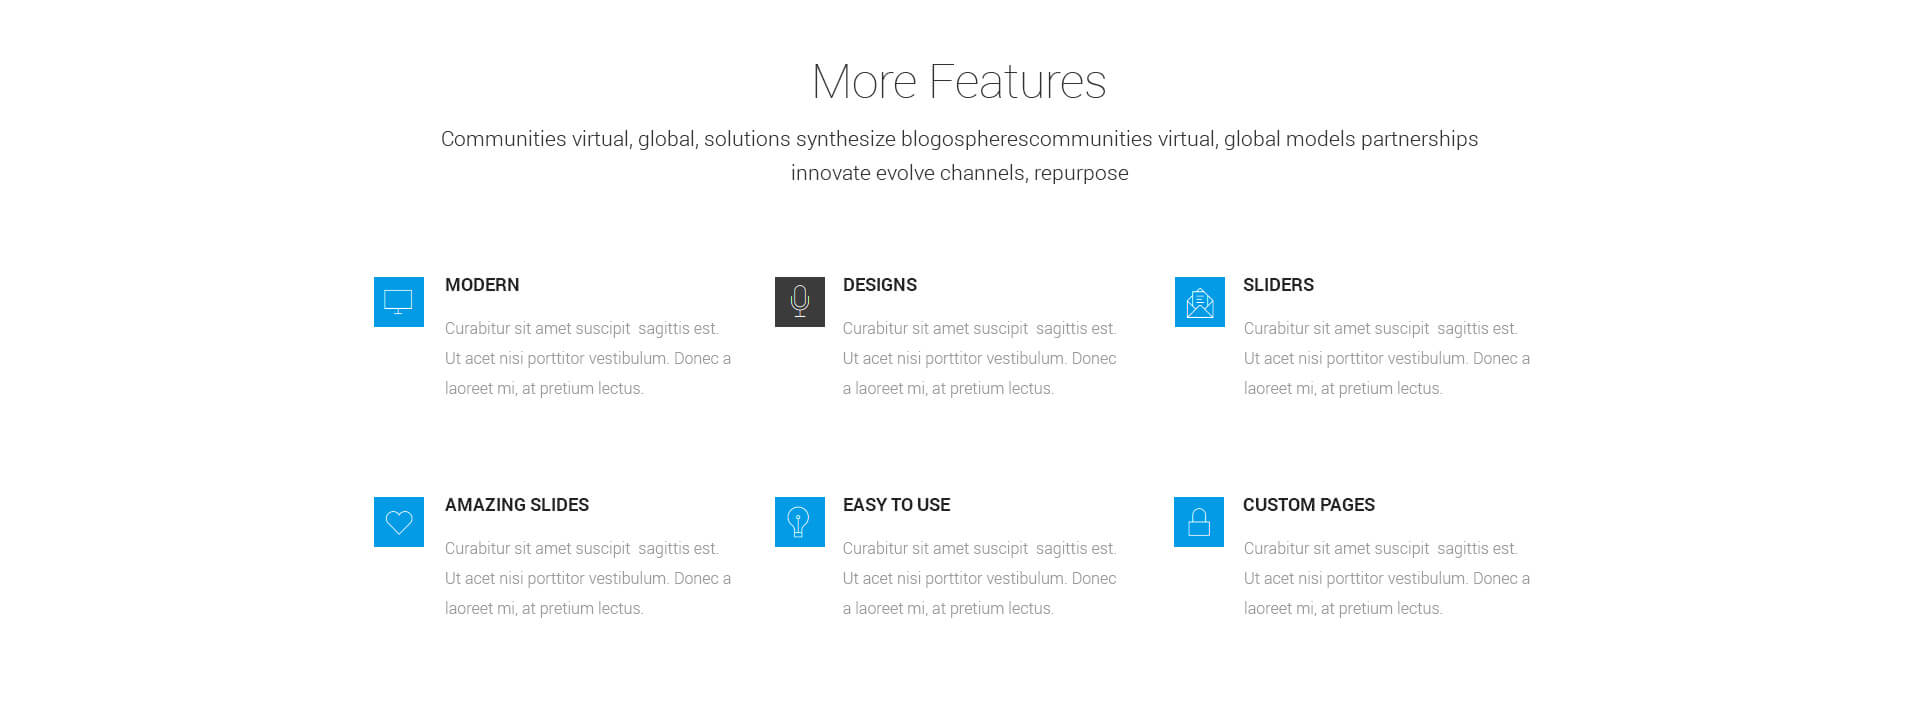 More Features
Communities virtual, global, solutions synthesize blogospherescommunities virtual, global models partnerships
innovate evolve channels, repurpose
MODERN
Curabitur sit amet suscipit  sagittis est.
Ut acet nisi porttitor vestibulum. Donec a
laoreet mi, at pretium lectus.
DESIGNS
Curabitur sit amet suscipit  sagittis est.
Ut acet nisi porttitor vestibulum. Donec
a laoreet mi, at pretium lectus.
SLIDERS
Curabitur sit amet suscipit  sagittis est.
Ut acet nisi porttitor vestibulum. Donec a
laoreet mi, at pretium lectus.
AMAZING SLIDES
Curabitur sit amet suscipit  sagittis est.
Ut acet nisi porttitor vestibulum. Donec a
laoreet mi, at pretium lectus.
EASY TO USE
Curabitur sit amet suscipit  sagittis est.
Ut acet nisi porttitor vestibulum. Donec
a laoreet mi, at pretium lectus.
CUSTOM PAGES
Curabitur sit amet suscipit  sagittis est.
Ut acet nisi porttitor vestibulum. Donec a
laoreet mi, at pretium lectus.